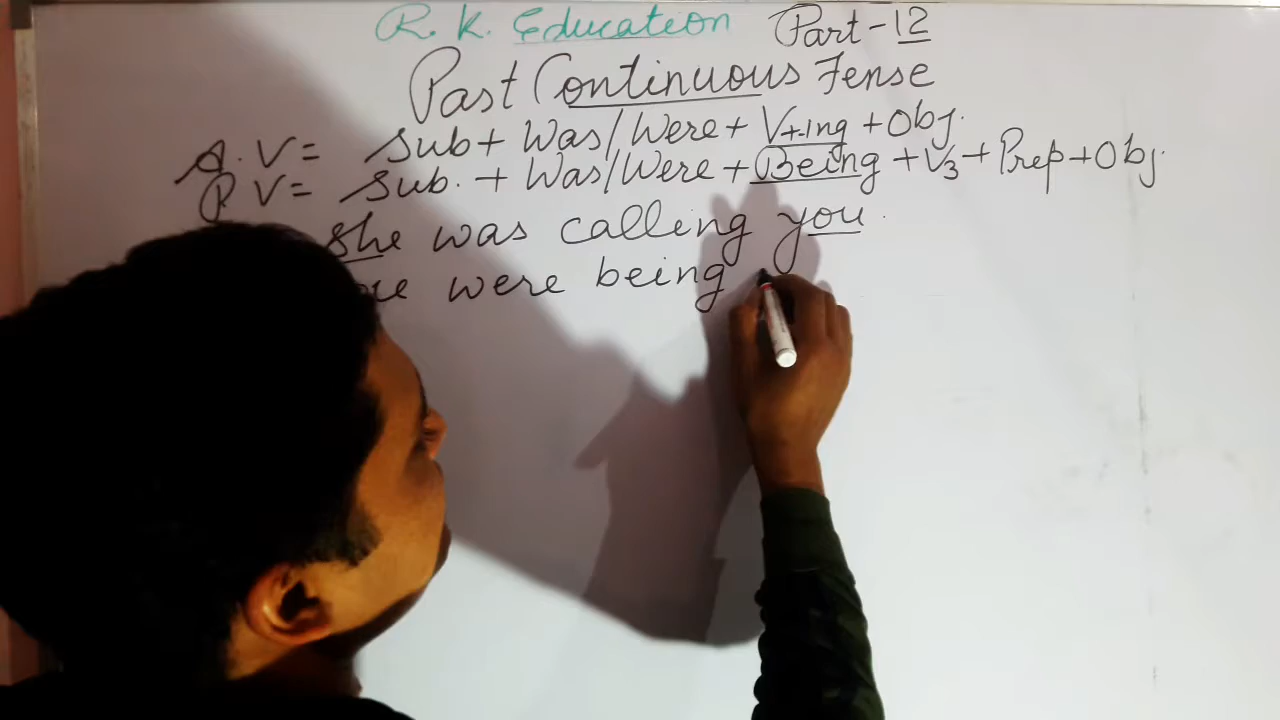 R. K. Education Part-12
Past Continuous Tense
A. V = Sub + Was/Were + V+ing + Obj.
P V = Sub. + Was/Were + Being + V3 + Prep + Obj.
She was calling you.
were being